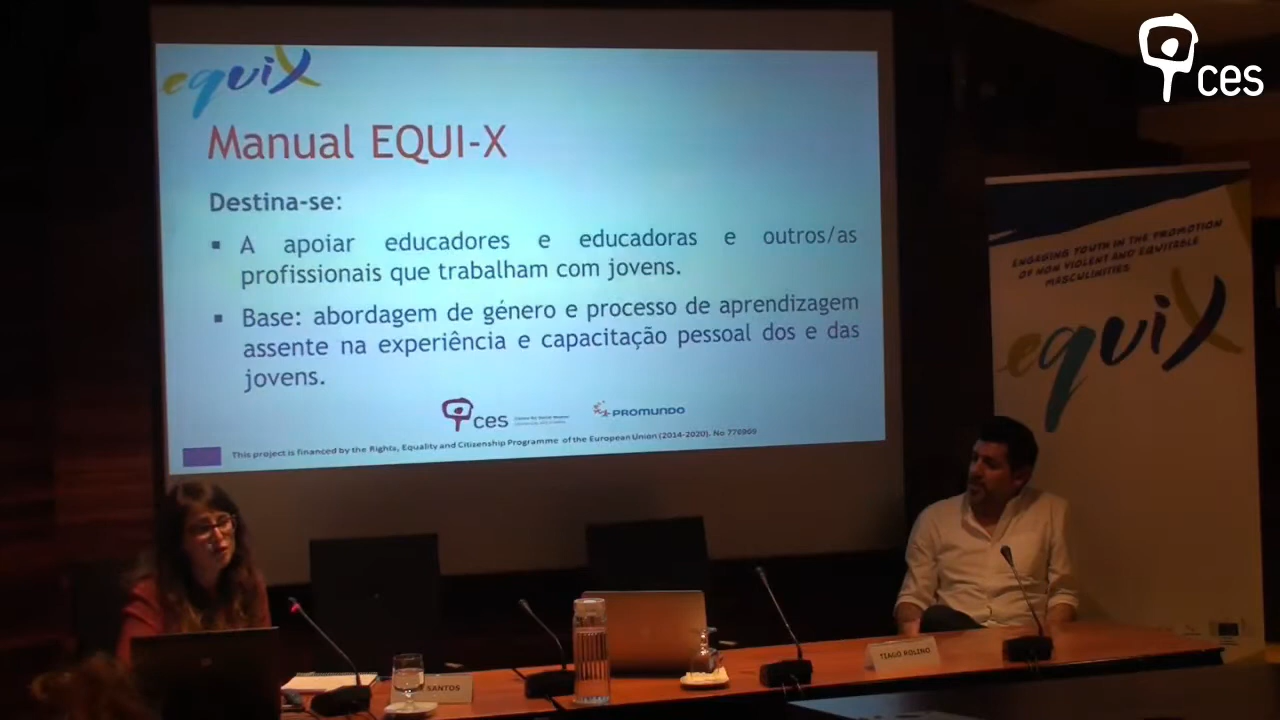 ces
equiX
Manual EQUI-X
Destina-se:
▪ A apoiar educadores e educadoras e outros/as
profissionais que trabalham com jovens.
▪ Base: abordagem de género e processo de aprendizagem
assente na experiência e capacitação pessoal dos e das
jovens.
ces
PROMUNDO
This project is financed by the Rights, Equality and Citizenship Programme of the European Union (2014-2020). No
ENGAGING YOUTH IN THE PROMOTION
OF NON VIOLENT AND EQUITABLE
MASCULINITIES
equiX
SANTOS
TIAGO ROLINO